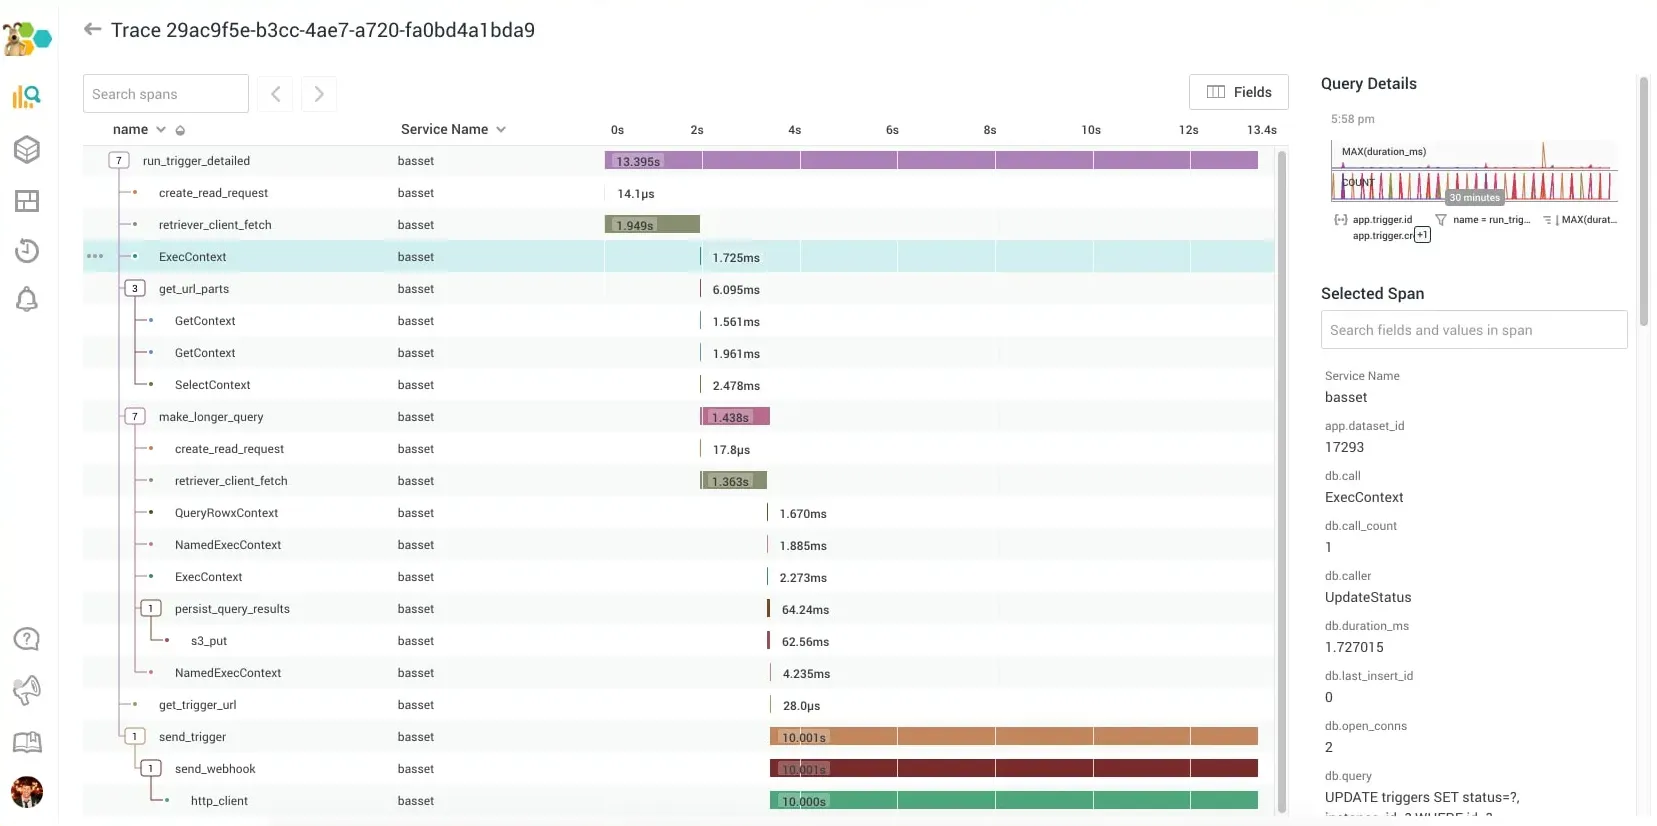 Trace 29ac9f5e-b3cc-4ae7-a720-fa0bd4a1bda9
Search spans
Fields
name Service Name 0s 2s 4s 6s 8s 10s 12s 13.4s
7 run_trigger_detailed basset 13.395s
create_read_request basset 14.1μs
retriever_client_fetch basset 1.949s
ExecContext basset 1.725ms
3 get_url_parts basset 6.095ms
GetContext basset 1.561ms
GetContext basset 1.961ms
SelectContext basset 2.478ms
7 make_longer_query basset 1.438s
create_read_request basset 17.8μs
retriever_client_fetch basset 1.363s
QueryRowxContext basset 1.670ms
NamedExecContext basset 1.885ms
ExecContext basset 2.273ms
1 persist_query_results basset 64.24ms
s3_put basset 62.56ms
NamedExecContext basset 4.235ms
get_trigger_url basset 28.0μs
1 send_trigger basset 10.001s
1 send_webhook basset 10.001s
http_client basset 10.000s
Query Details
5:58 pm
MAX(duration_ms)
COUNT
30 minutes
app.trigger.id name = run_trig... MAX(durat...
app.trigger.cr +1
Selected Span
Search fields and values in span
Service Name
basset
app.dataset_id
17293
db.call
ExecContext
db.call_count
1
db.caller
UpdateStatus
db.duration_ms
1.727015
db.last_insert_id
0
db.open_conns
2
db.query
UPDATE triggers SET status=?,